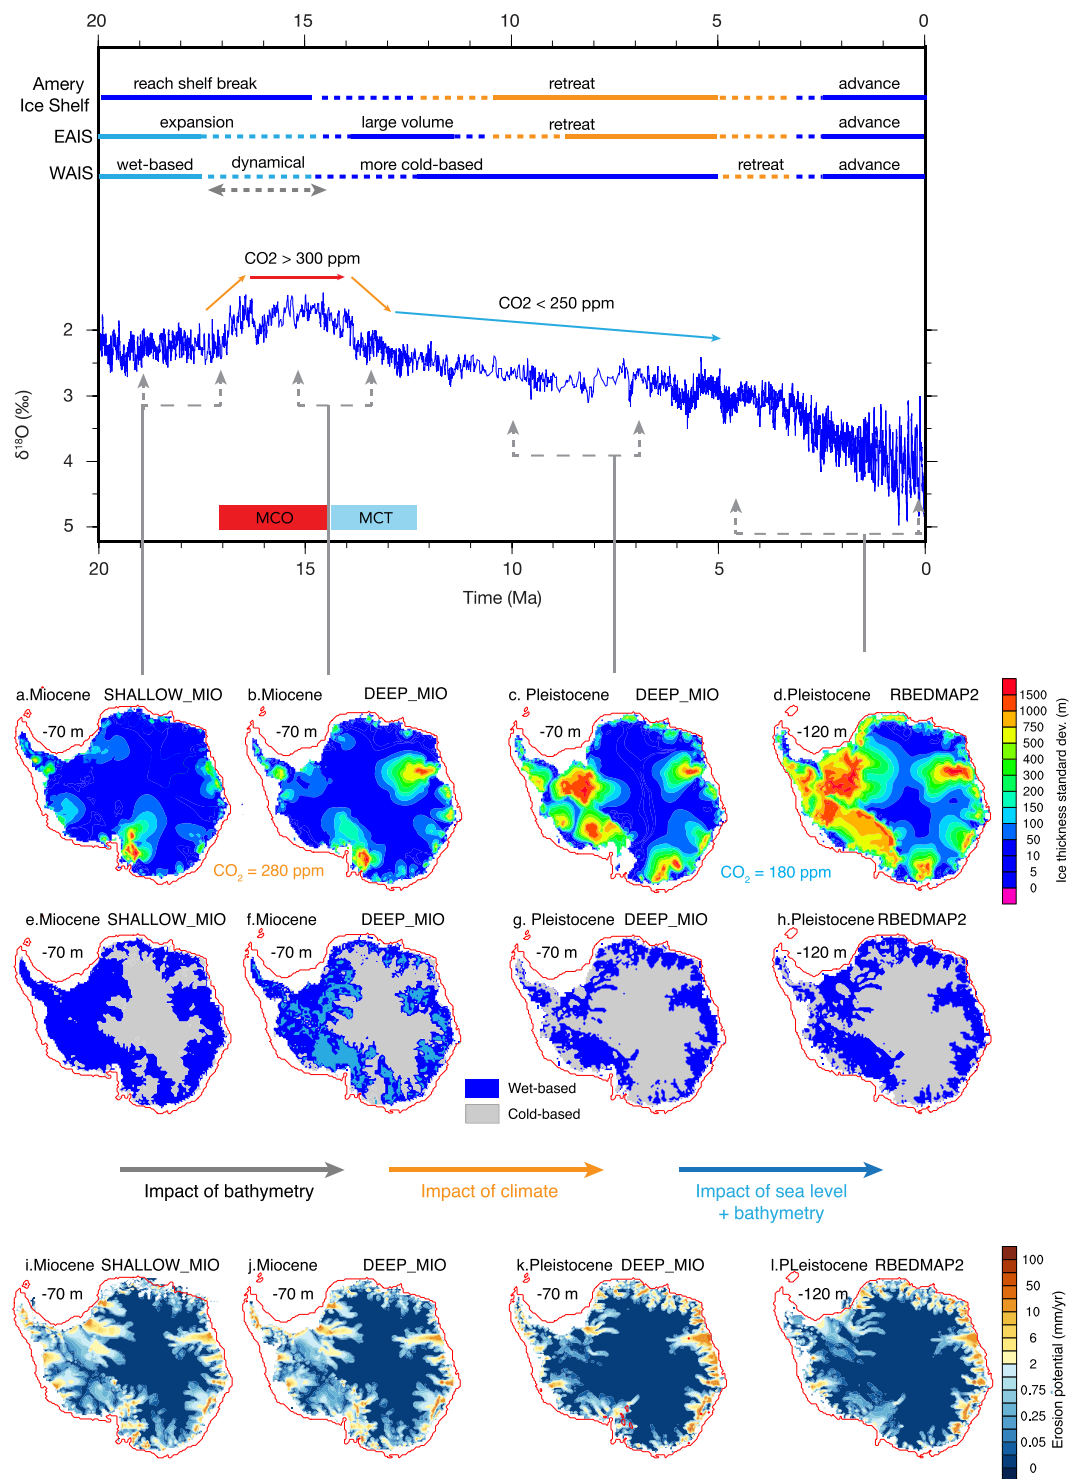 20 15 10 5 0
Amery
Ice Shelf
reach shelf break retreat advance
EAIS expansion large volume retreat advance
WAIS wet-based dynamical more cold-based retreat advance
CO2 > 300 ppm
CO2 < 250 ppm
δ¹⁸O (‰)
2
3
4
5
MCO MCT
20 15 10 5 0
Time (Ma)
a.Miocene SHALLOW_MIO
-70 m
b.Miocene DEEP_MIO
-70 m
c. Pleistocene DEEP_MIO
-70 m
d.Pleistocene RBEDMAP2
-120 m
CO₂ = 280 ppm
CO₂ = 180 ppm
1500
1000
750
500
400
300
200
150
100
50
10
5
0
Ice thickness standard dev. (m)
e.Miocene SHALLOW_MIO
-70 m
f.Miocene DEEP_MIO
-70 m
g. Pleistocene DEEP_MIO
-70 m
h.Pleistocene RBEDMAP2
-120 m
Wet-based
Cold-based
Impact of bathymetry
Impact of climate
Impact of sea level
+ bathymetry
i.Miocene SHALLOW_MIO
-70 m
j.Miocene DEEP_MIO
-70 m
k.Pleistocene DEEP_MIO
-70 m
l.PLeistocene RBEDMAP2
-120 m
100
50
10
6
2
0.75
0.25
0.05
0
Erosion potential (mm/yr)